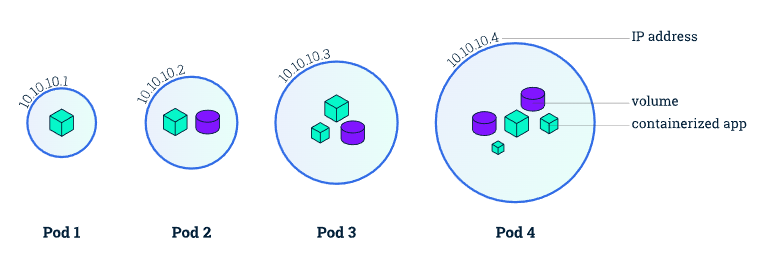 10.10.10.1
10.10.10.2
10.10.10.3
10.10.10.4
IP address
volume
containerized app
Pod 1
Pod 2
Pod 3
Pod 4